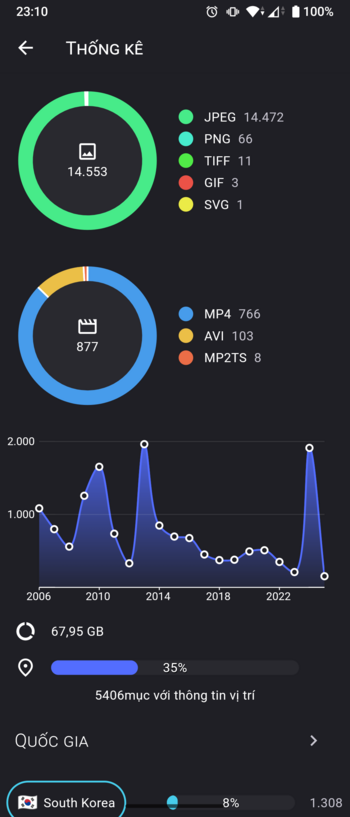 23:10
100%
THỐNG KÊ
14.553
JPEG 14.472
PNG 66
TIFF 11
GIF 3
SVG 1
877
MP4 766
AVI 103
MP2TS 8
2.000
1.000
2006 2010 2014 2018 2022
67,95 GB
35%
5406mục với thông tin vị trí
QUỐC GIA
South Korea 8% 1.308